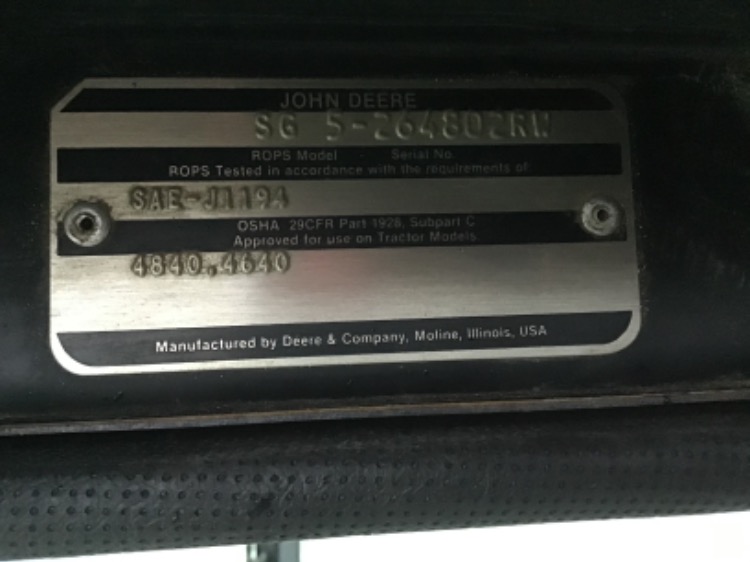 JOHN DEERE
SG 5-264802RW
ROPS Model - Serial No.
ROPS Tested in accordance with the requirements of:
SAE-J1194
OSHA 29CFR Part 1928, Subpart C
Approved for use on Tractor Models
4840,4640
Manufactured by Deere & Company, Moline, Illinois, USA